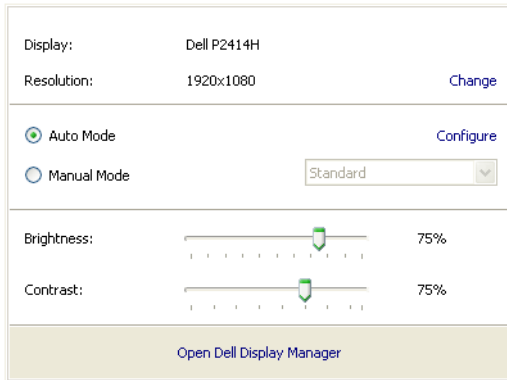 Display: Dell P2414H
Resolution: 1920x1080 Change
Auto Mode Configure
Manual Mode Standard
Brightness: 75%
Contrast: 75%
Open Dell Display Manager